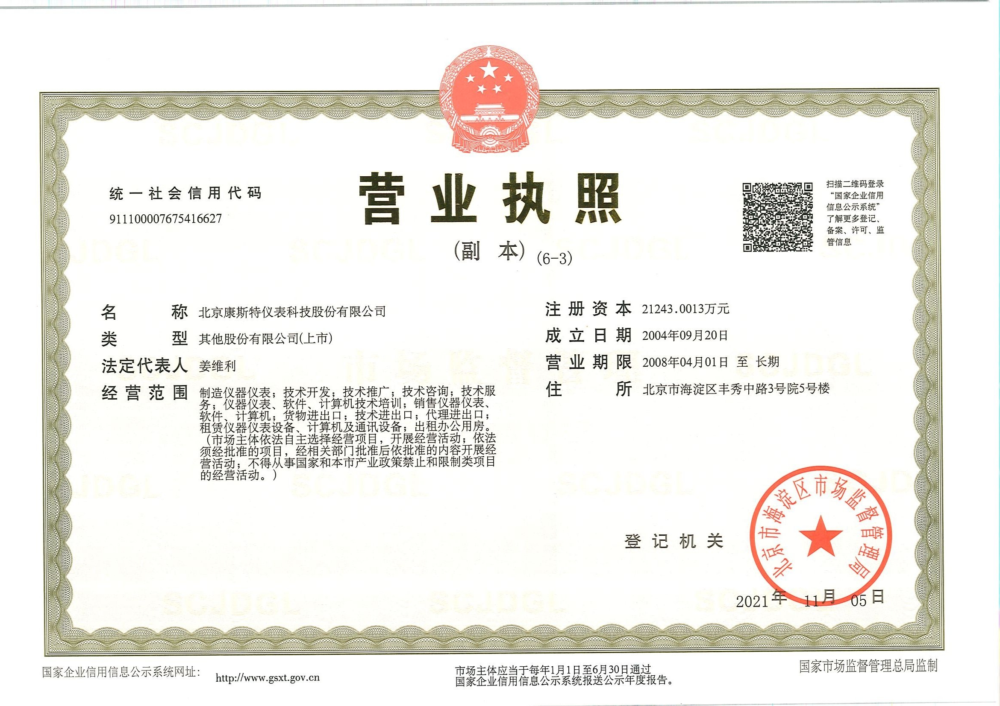 统一社会信用代码
911100007675416627
营业执照
(副 本) (6-3)
扫描二维码登录
“国家企业信用
信息公示系统”
了解更多登记、
备案、许可、监
管信息
名称 北京康斯特仪表科技股份有限公司
类型 其他股份有限公司(上市)
法定代表人 姜维利
经营范围 制造仪器仪表；技术开发；技术推广；技术咨询；技术服
务；仪器仪表、软件、计算机技术培训；销售仪器仪表、
软件、计算机；货物进出口；技术进出口；代理进出口；
租赁仪器仪表设备、计算机及通讯设备；出租办公用房。
（市场主体依法自主选择经营项目，开展经营活动；依法
须经批准的项目，经相关部门批准后依批准的内容开展经
营活动；不得从事国家和本市产业政策禁止和限制类项目
的经营活动。）
注册资本 21243.0013万元
成立日期 2004年09月20日
营业期限 2008年04月01日 至 长期
住所 北京市海淀区丰秀中路3号院5号楼
登记机关
北京市海淀区市场监督管理局
2021年 11月 05日
国家企业信用信息公示系统网址： http://www.gsxt.gov.cn
市场主体应当于每年1月1日至6月30日通过
国家企业信用信息公示系统报送公示年度报告。
国家市场监督管理总局监制